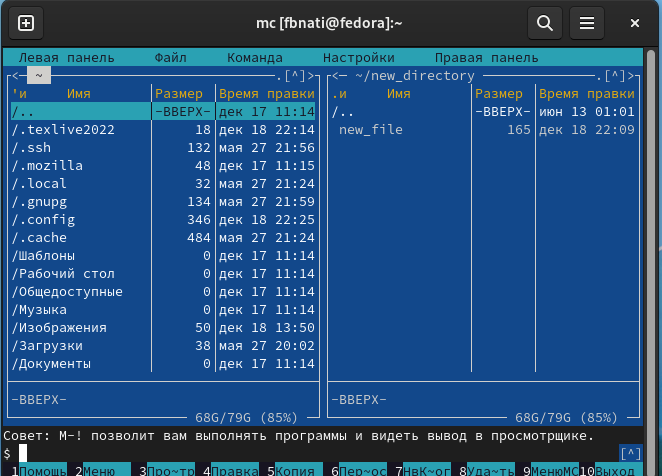 mc [fbnati@fedora]:~
Левая панель Файл Команда Настройки Правая панель
<─ ~ .[^]> <─ ~/new_directory .[^]>
'и Имя Размер Время правки .и Имя Размер Время правки
/.. -ВВЕРХ- дек 17 11:14 /.. -ВВЕРХ- июн 13 01:01
/.texlive2022 18 дек 18 22:14 new_file 165 дек 18 22:09
/.ssh 132 мая 27 21:56
/.mozilla 48 дек 17 11:15
/.local 32 мая 27 21:24
/.gnupg 134 мая 27 21:59
/.config 346 дек 18 22:25
/.cache 484 мая 27 21:24
/Шаблоны 0 дек 17 11:14
/Рабочий стол 0 дек 17 11:14
/Общедоступные 0 дек 17 11:14
/Музыка 0 дек 17 11:14
/Изображения 50 дек 18 13:50
/Загрузки 38 мая 27 20:02
/Документы 0 дек 17 11:14
-ВВЕРХ- -ВВЕРХ-
68G/79G (85%) 68G/79G (85%)
Совет: M-! позволит вам выполнять программы и видеть вывод в просмотрщике.
$ [^]
1Помощь 2Меню 3Про~тр 4Правка 5Копия 6Пер~ос 7НвК~ог 8Уда~ть 9МенюMC 10Выход